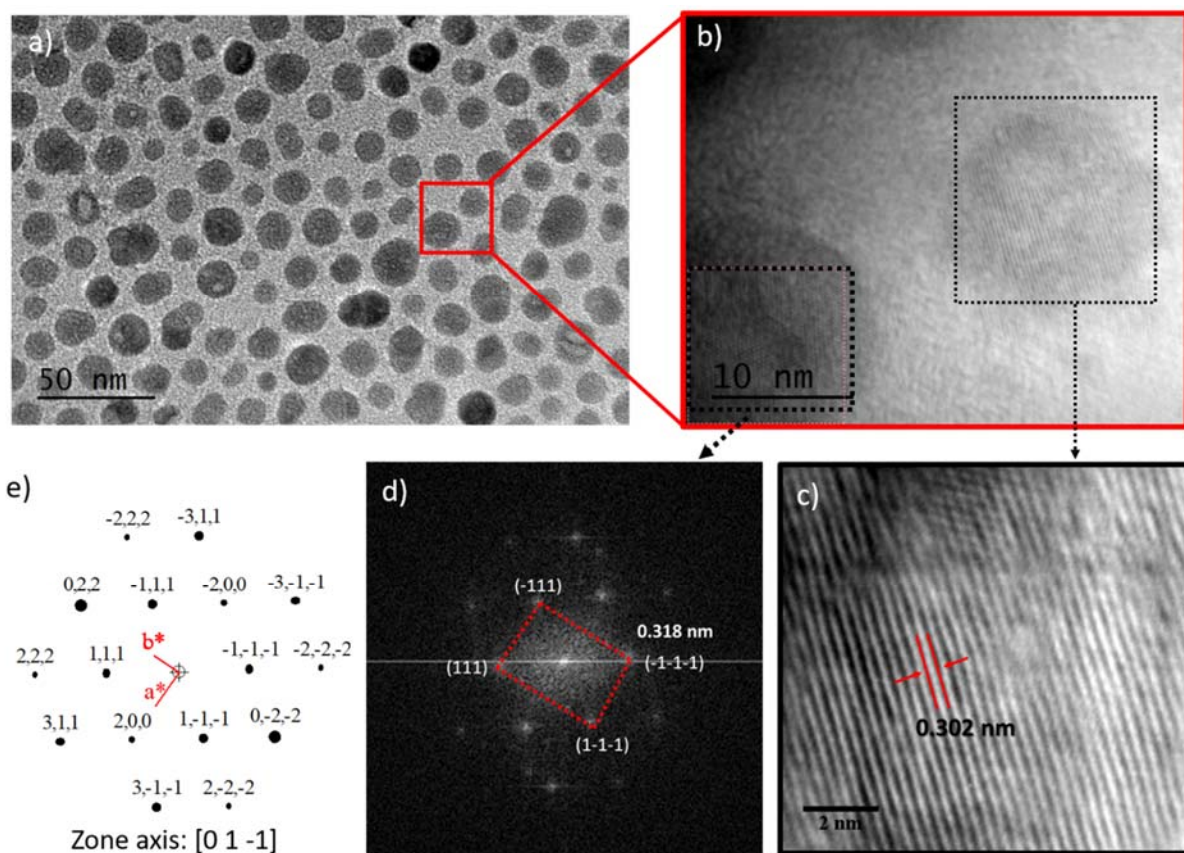 a)
50 nm
b)
10 nm
e)
-2,2,2 -3,1,1
0,2,2 -1,1,1 -2,0,0 -3,-1,-1
b*
2,2,2 1,1,1 -1,-1,-1 -2,-2,-2
a*
3,1,1 2,0,0 1,-1,-1 0,-2,-2
3,-1,-1 2,-2,-2
Zone axis: [0 1 -1]
d)
(-111)
0.318 nm
(111) (-1-1-1)
(1-1-1)
c)
0.302 nm
2 nm